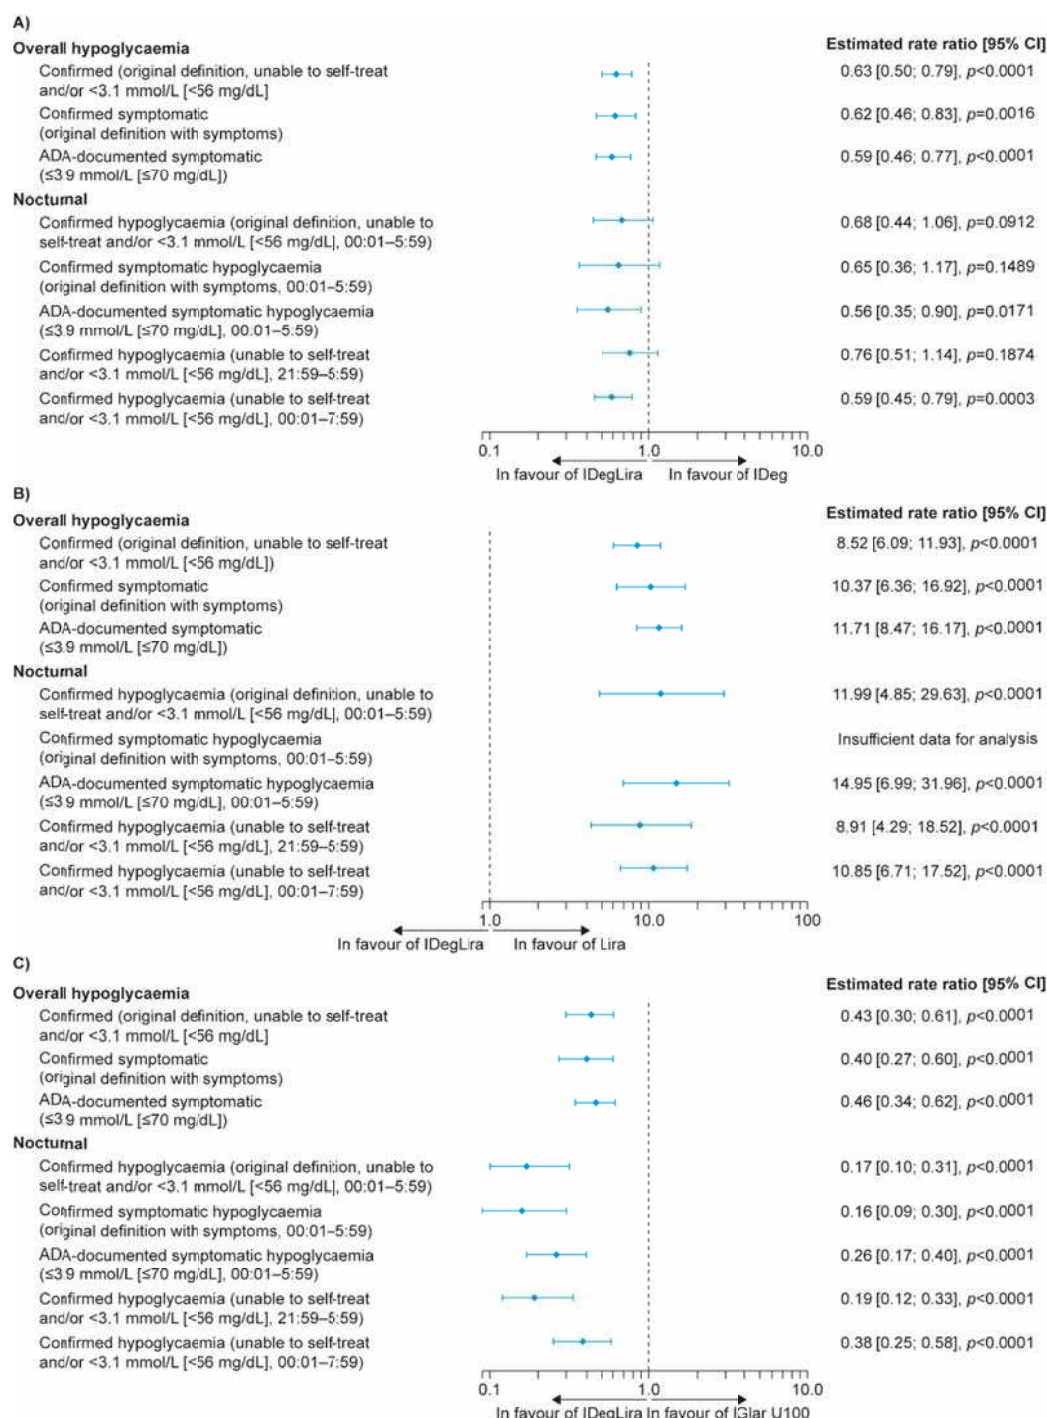 A)
Overall hypoglycaemia
Estimated rate ratio [95% CI]
Confirmed (original definition, unable to self-treat
and/or <3.1 mmol/L [<56 mg/dL]
0.63 [0.50; 0.79], p<0.0001
Confirmed symptomatic
(original definition with symptoms)
0.62 [0.46; 0.83], p=0.0016
ADA-documented symptomatic
(≤3.9 mmol/L [≤70 mg/dL])
0.59 [0.46; 0.77], p<0.0001
Nocturnal
Confirmed hypoglycaemia (original definition, unable to
self-treat and/or <3.1 mmol/L [<56 mg/dL], 00:01–5:59)
0.68 [0.44; 1.06], p=0.0912
Confirmed symptomatic hypoglycaemia
(original definition with symptoms, 00:01–5:59)
0.65 [0.36; 1.17], p=0.1489
ADA-documented symptomatic hypoglycaemia
(≤3.9 mmol/L [≤70 mg/dL], 00:01–5:59)
0.56 [0.35; 0.90], p=0.0171
Confirmed hypoglycaemia (unable to self-treat
and/or <3.1 mmol/L [<56 mg/dL], 21:59–5:59)
0.76 [0.51; 1.14], p=0.1874
Confirmed hypoglycaemia (unable to self-treat
and/or <3.1 mmol/L [<56 mg/dL], 00:01–7:59)
0.59 [0.45; 0.79], p=0.0003
0.1 1.0 10.0
In favour of IDegLira In favour of IDeg
B)
Overall hypoglycaemia
Estimated rate ratio [95% CI]
Confirmed (original definition, unable to self-treat
and/or <3.1 mmol/L [<56 mg/dL])
8.52 [6.09; 11.93], p<0.0001
Confirmed symptomatic
(original definition with symptoms)
10.37 [6.36; 16.92], p<0.0001
ADA-documented symptomatic
(≤3.9 mmol/L [≤70 mg/dL])
11.71 [8.47; 16.17], p<0.0001
Nocturnal
Confirmed hypoglycaemia (original definition, unable to
self-treat and/or <3.1 mmol/L [<56 mg/dL], 00:01–5:59)
11.99 [4.85; 29.63], p<0.0001
Confirmed symptomatic hypoglycaemia
(original definition with symptoms, 00:01–5:59)
Insufficient data for analysis
ADA-documented symptomatic hypoglycaemia
(≤3.9 mmol/L [≤70 mg/dL], 00:01–5:59)
14.95 [6.99; 31.96], p<0.0001
Confirmed hypoglycaemia (unable to self-treat
and/or <3.1 mmol/L [<56 mg/dL], 21:59–5:59)
8.91 [4.29; 18.52], p<0.0001
Confirmed hypoglycaemia (unable to self-treat
and/or <3.1 mmol/L [<56 mg/dL], 00:01–7:59)
10.85 [6.71; 17.52], p<0.0001
1.0 10.0 100
In favour of IDegLira In favour of Lira
C)
Overall hypoglycaemia
Estimated rate ratio [95% CI]
Confirmed (original definition, unable to self-treat
and/or <3.1 mmol/L [<56 mg/dL]
0.43 [0.30; 0.61], p<0.0001
Confirmed symptomatic
(original definition with symptoms)
0.40 [0.27; 0.60], p<0.0001
ADA-documented symptomatic
(≤3.9 mmol/L [≤70 mg/dL])
0.46 [0.34; 0.62], p<0.0001
Nocturnal
Confirmed hypoglycaemia (original definition, unable to
self-treat and/or <3.1 mmol/L [<56 mg/dL], 00:01–5:59)
0.17 [0.10; 0.31], p<0.0001
Confirmed symptomatic hypoglycaemia
(original definition with symptoms, 00:01–5:59)
0.16 [0.09; 0.30], p<0.0001
ADA-documented symptomatic hypoglycaemia
(≤3.9 mmol/L [≤70 mg/dL], 00:01–5:59)
0.26 [0.17; 0.40], p<0.0001
Confirmed hypoglycaemia (unable to self-treat
and/or <3.1 mmol/L [<56 mg/dL], 21:59–5:59)
0.19 [0.12; 0.33], p<0.0001
Confirmed hypoglycaemia (unable to self-treat
and/or <3.1 mmol/L [<56 mg/dL], 00:01–7:59)
0.38 [0.25; 0.58], p<0.0001
0.1 1.0 10.0
In favour of IDegLira In favour of IGlar U100